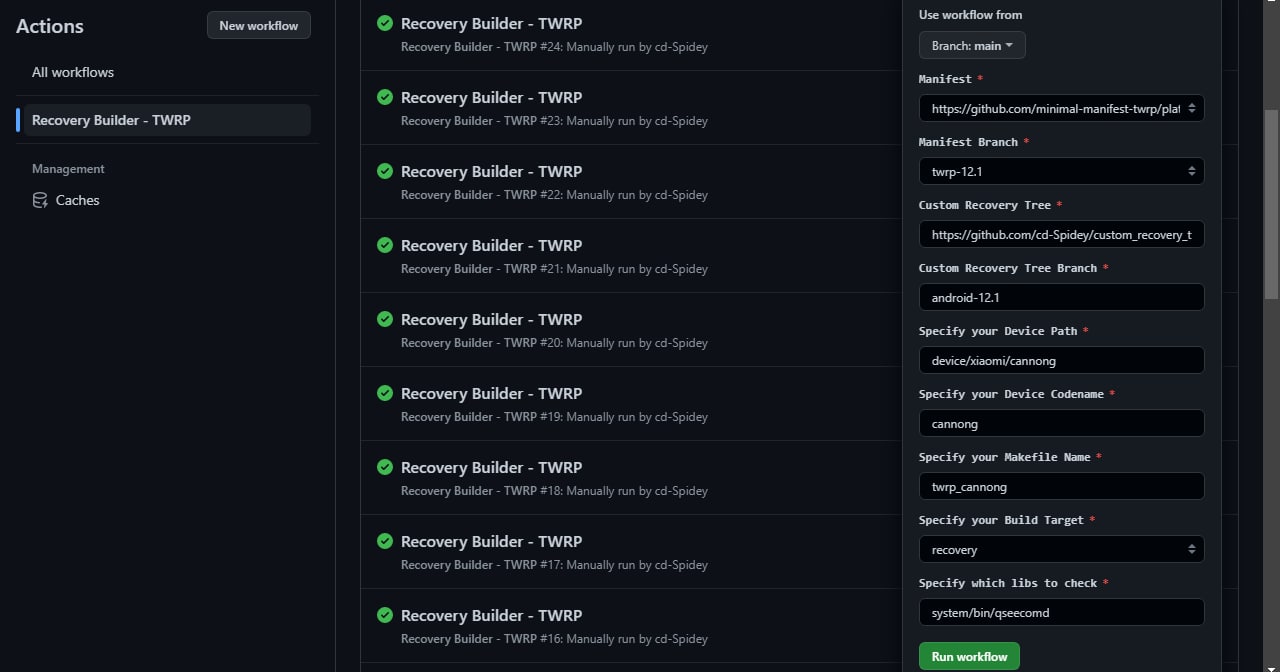 Actions
New workflow
All workflows
Recovery Builder - TWRP
Management
Caches
Recovery Builder - TWRP
Recovery Builder - TWRP #24: Manually run by cd-Spidey
Recovery Builder - TWRP
Recovery Builder - TWRP #23: Manually run by cd-Spidey
Recovery Builder - TWRP
Recovery Builder - TWRP #22: Manually run by cd-Spidey
Recovery Builder - TWRP
Recovery Builder - TWRP #21: Manually run by cd-Spidey
Recovery Builder - TWRP
Recovery Builder - TWRP #20: Manually run by cd-Spidey
Recovery Builder - TWRP
Recovery Builder - TWRP #19: Manually run by cd-Spidey
Recovery Builder - TWRP
Recovery Builder - TWRP #18: Manually run by cd-Spidey
Recovery Builder - TWRP
Recovery Builder - TWRP #17: Manually run by cd-Spidey
Recovery Builder - TWRP
Recovery Builder - TWRP #16: Manually run by cd-Spidey
Use workflow from
Branch: main
Manifest *
https://github.com/minimal-manifest-twrp/plat
Manifest Branch *
twrp-12.1
Custom Recovery Tree *
https://github.com/cd-Spidey/custom_recovery_t
Custom Recovery Tree Branch *
android-12.1
Specify your Device Path *
device/xiaomi/cannong
Specify your Device Codename *
cannong
Specify your Makefile Name *
twrp_cannong
Specify your Build Target *
recovery
Specify which libs to check *
system/bin/qseecomd
Run workflow